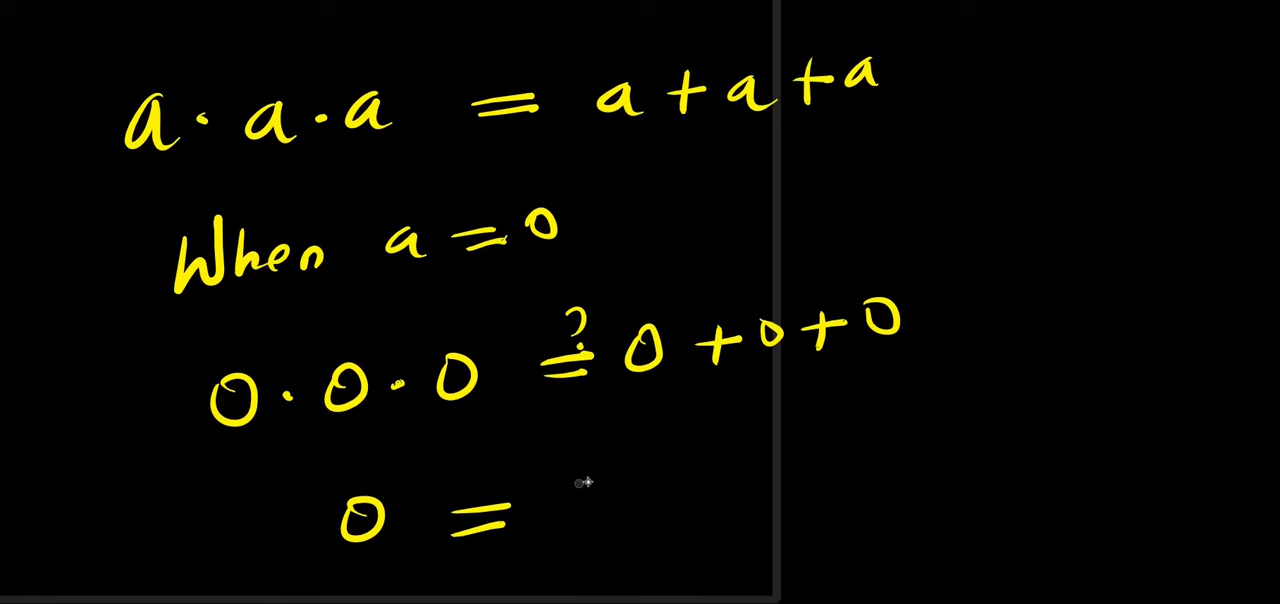 a · a · a = a + a + a
When a = 0
0 · 0 · 0 ≟ 0 + 0 + 0
0 =